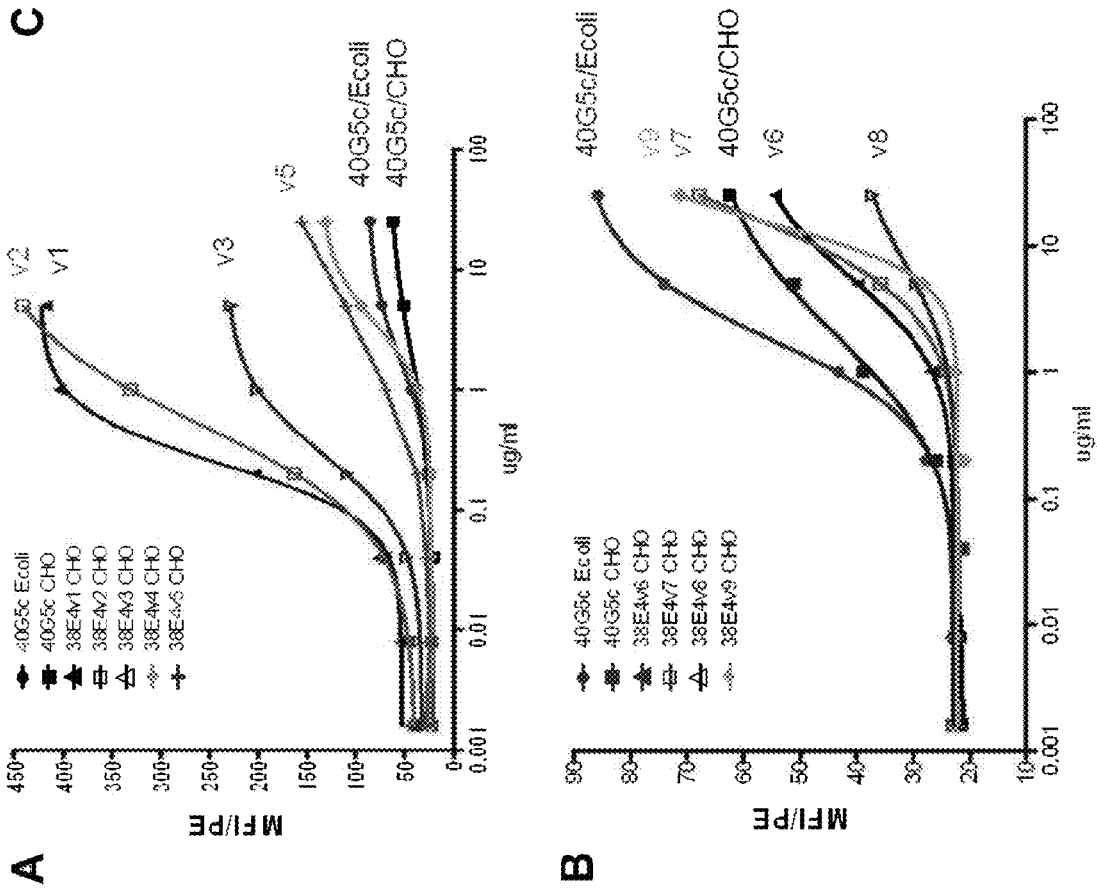 A
C
MFI/PE
450
400
350
300
250
200
150
100
50
0
0.001
0.01
0.1
1
10
100
ug/ml
40G5c Ecoli
40G5c CHO
38E4v1 CHO
38E4v2 CHO
38E4v3 CHO
38E4v4 CHO
38E4v5 CHO
v2
v1
v3
v5
40G5c/Ecoli
40G5c/CHO
B
MFI/PE
90
80
70
60
50
40
30
20
10
0.001
0.01
0.1
1
10
100
ug/ml
40G5c Ecoli
40G5c CHO
38E4v6 CHO
38E4v7 CHO
38E4v8 CHO
38E4v9 CHO
40G5c/Ecoli
v9
v7
40G5c/CHO
v6
v8